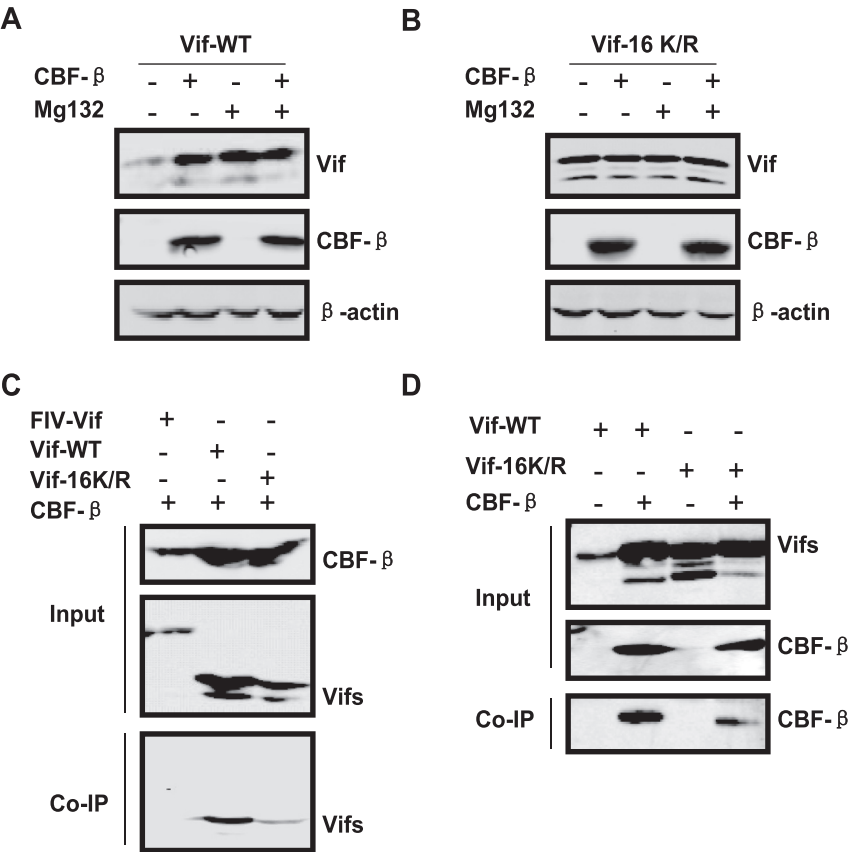 A
Vif-WT
CBF-β - + - +
Mg132 - - + +
Vif
CBF-β
β-actin
B
Vif-16 K/R
CBF-β - + - +
Mg132 - - + +
Vif
CBF-β
β-actin
C
FIV-Vif + - -
Vif-WT - + -
Vif-16K/R - - +
CBF-β + + +
Input
CBF-β
Vifs
Co-IP
Vifs
D
Vif-WT + + - -
Vif-16K/R - - + +
CBF-β - + - +
Input
Vifs
CBF-β
Co-IP
CBF-β